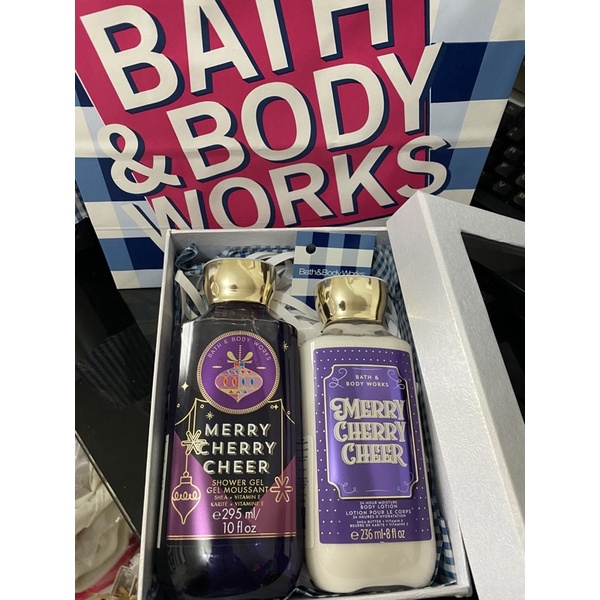 BATH
& BODY
WORKS
Bath&BodyWorks
BATH & BODY WORKS
MERRY
CHERRY
CHEER
SHOWER GEL
GEL MOUSSANT
SHEA + VITAMIN E
KARITÉ + VITAMINE E
℮ 295 ml/
10 fl oz
BATH &
BODY WORKS
MERRY
CHERRY
CHEER
24 HOUR MOISTURE
BODY LOTION
LOTION POUR LE CORPS
24 HEURES D'HYDRATATION
SHEA BUTTER + VITAMIN E
BEURRE DE KARITÉ + VITAMINE E
℮ 236 ml • 8 fl oz